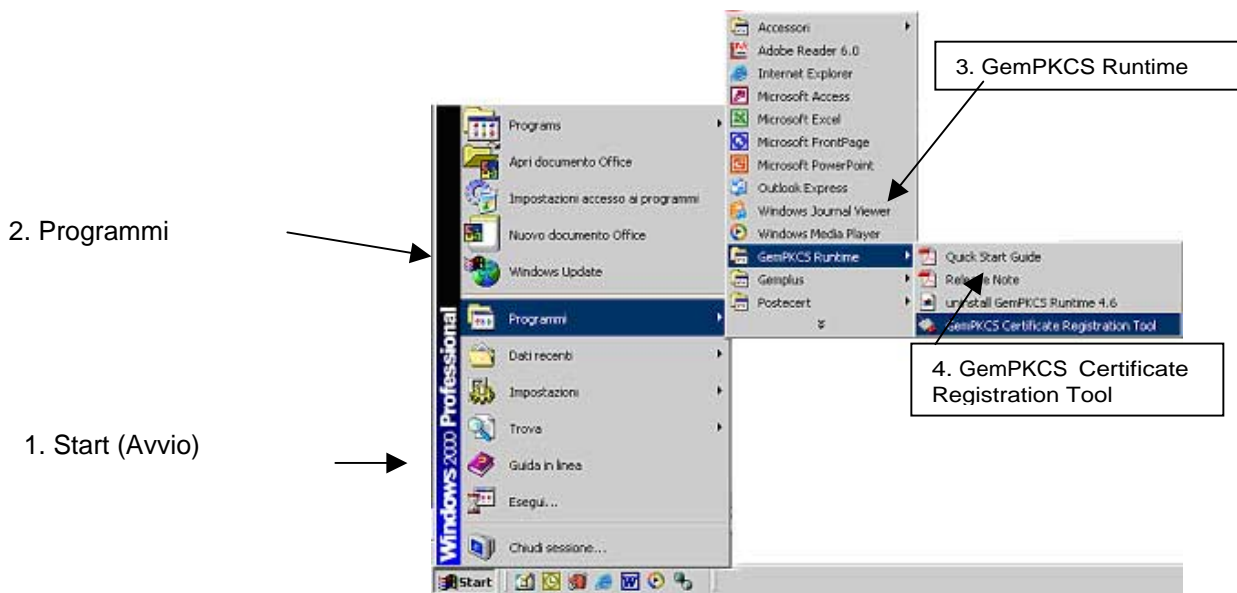 Accessori
Adobe Reader 6.0
Internet Explorer
Microsoft Access
Microsoft Excel
Microsoft FrontPage
Microsoft PowerPoint
Outlook Express
Windows Journal Viewer
Windows Media Player
GemPKCS Runtime
Gemplus
Postecert
3. GemPKCS Runtime
Quick Start Guide
Release Note
uninstall GemPKCS Runtime 4.6
GemPKCS Certificate Registration Tool
4. GemPKCS Certificate
Registration Tool
Programs
Apri documento Office
Impostazioni accesso ai programmi
Nuovo documento Office
Windows Update
Programmi
Dati recenti
Impostazioni
Trova
Guida in linea
Esegui...
Chiudi sessione...
Windows 2000 Professional
2. Programmi
1. Start (Avvio)
Start